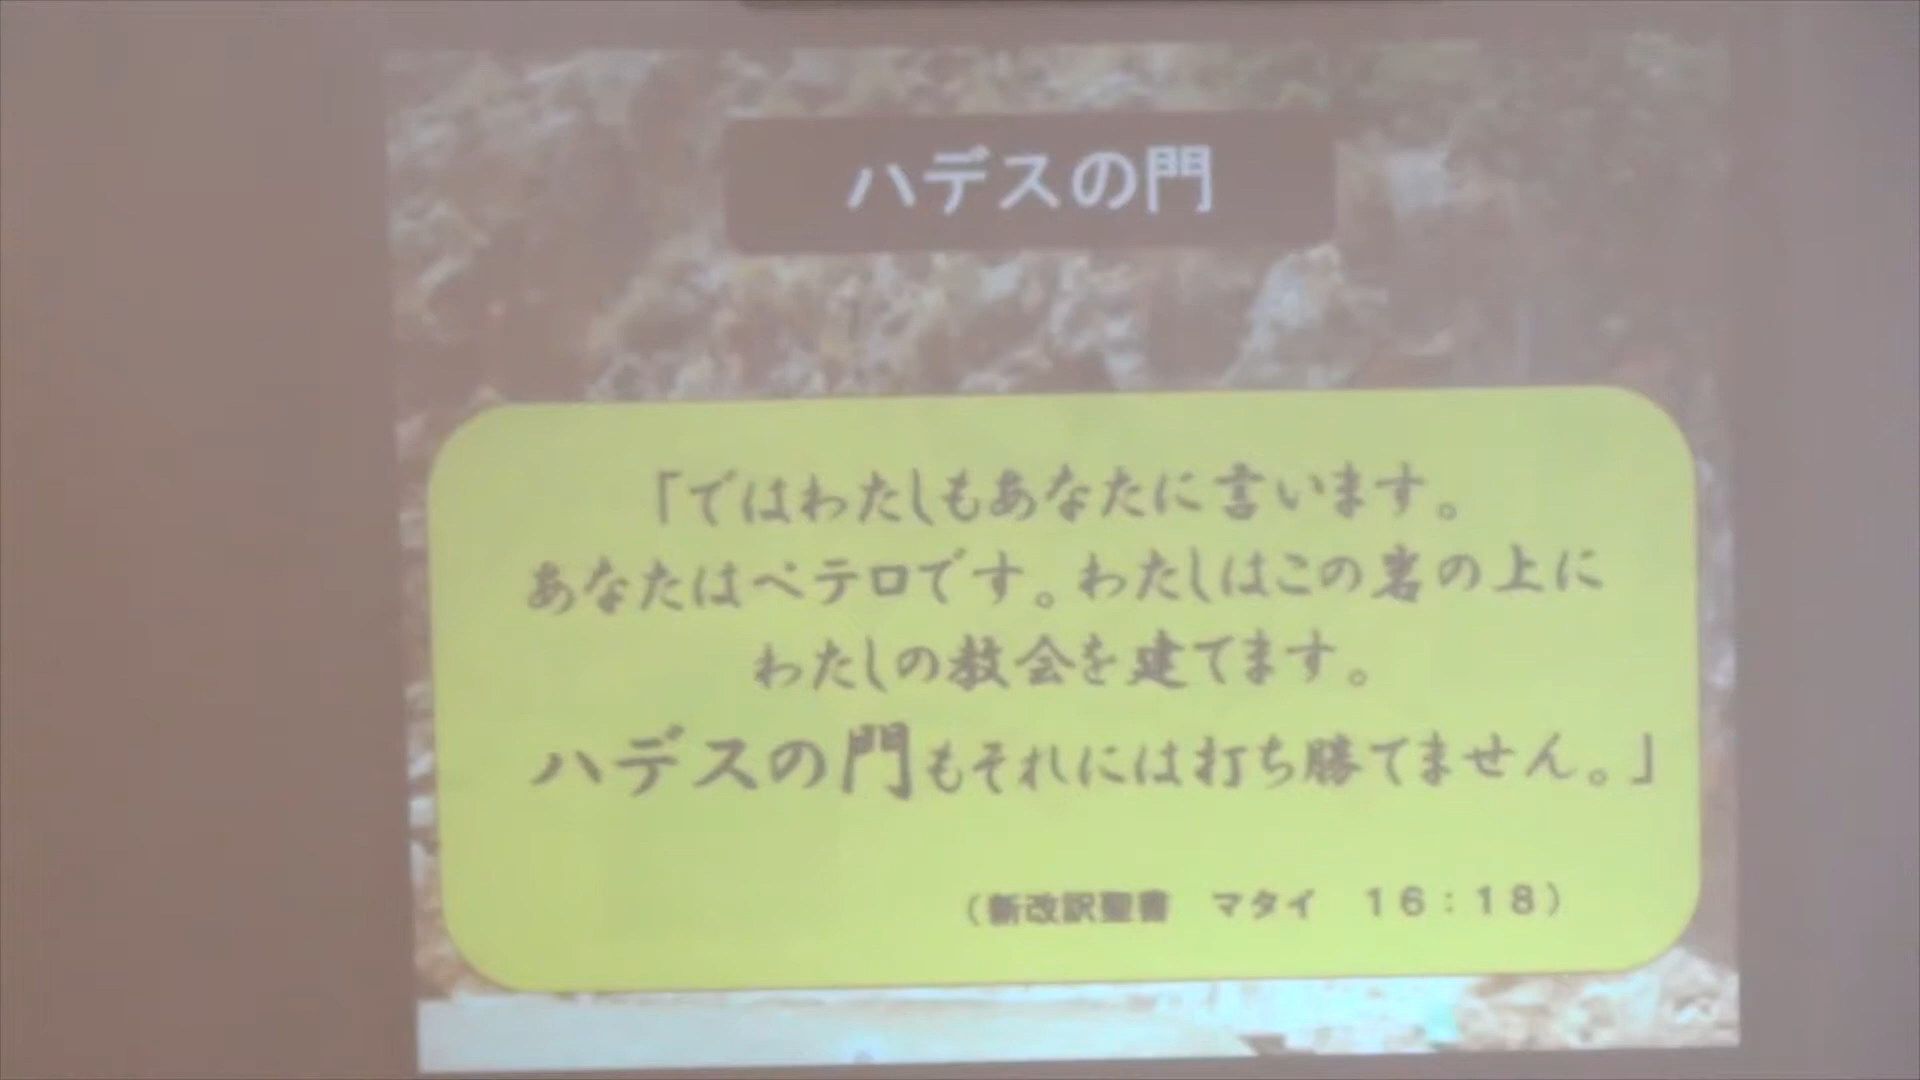 ハデスの門
「ではわたしもあなたに言います。
あなたはペテロです。わたしはこの岩の上に
わたしの教会を建てます。
ハデスの門もそれには打ち勝てません。」
（新改訳聖書　マタイ　１６：１８）